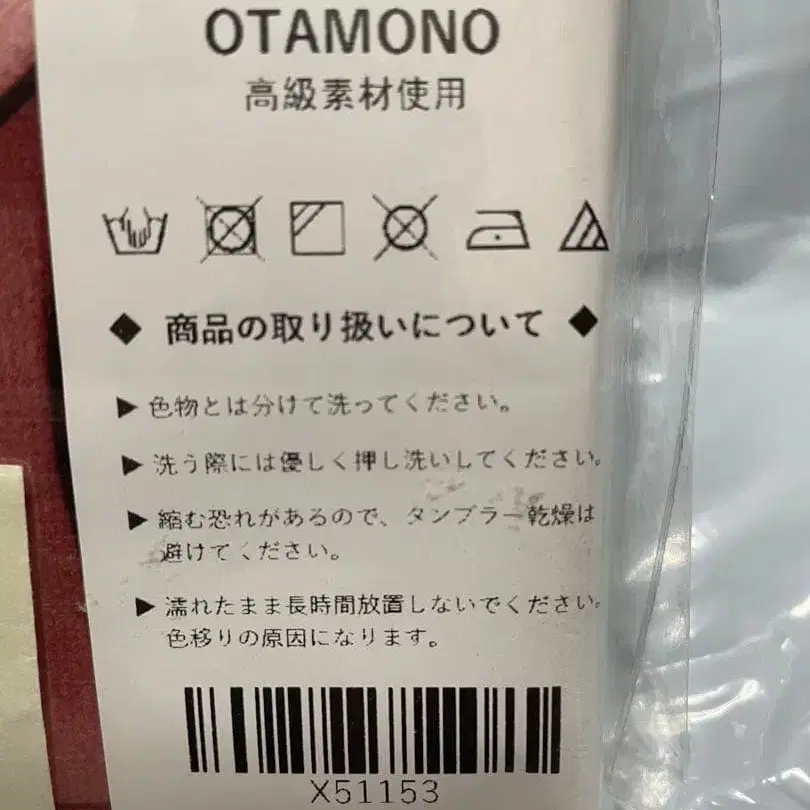 OTAMONO
高級素材使用
◆ 商品の取り扱いについて ◆
▶ 色物とは分けて洗ってください。
▶ 洗う際には優しく押し洗いしてください。
▶ 縮む恐れがあるので、タンブラー乾燥は
避けてください。
▶ 濡れたまま長時間放置しないでください。
色移りの原因になります。
X51153